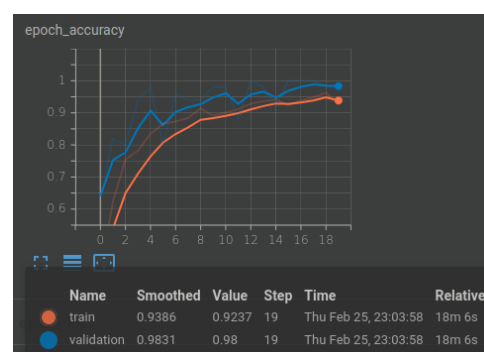 epoch_accuracy
1
0.9
0.8
0.7
0.6
0 2 4 6 8 10 12 14 16 18
Name Smoothed Value Step Time Relative
train 0.9386 0.9237 19 Thu Feb 25, 23:03:58 18m 6s
validation 0.9831 0.98 19 Thu Feb 25, 23:03:58 18m 6s